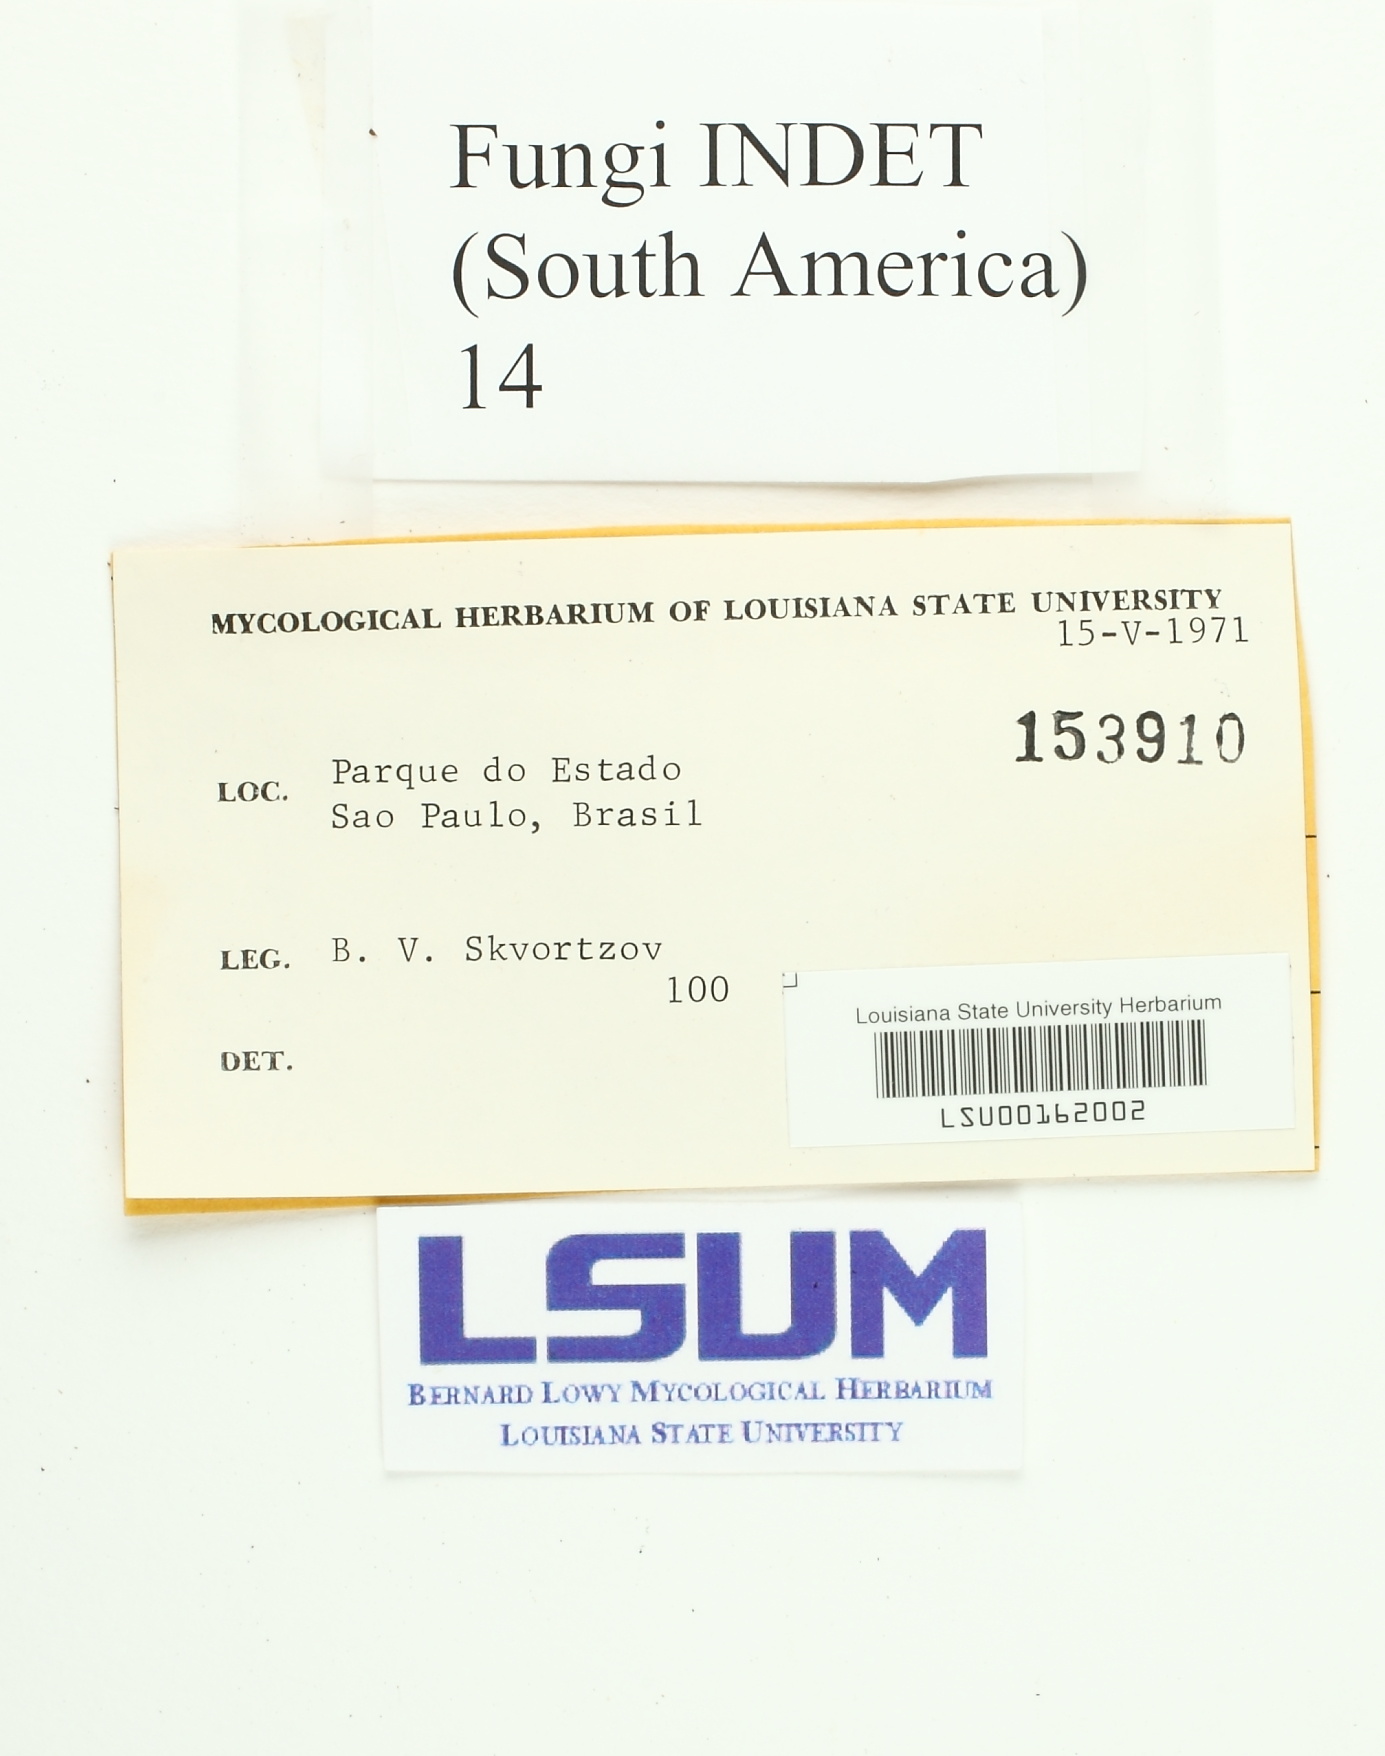 Fungi INDET
(South America)
14
MYCOLOGICAL HERBARIUM OF LOUISIANA STATE UNIVERSITY
15-V-1971
153910
LOC. Parque do Estado
Sao Paulo, Brasil
LEG. B. V. Skvortzov
100
DET.
Louisiana State University Herbarium
LSU00162002
LSUM
BERNARD LOWY MYCOLOGICAL HERBARIUM
LOUISIANA STATE UNIVERSITY